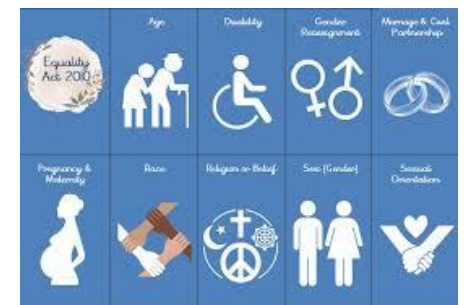 Equality
Act 2010
Age
Disability
Gender
Reassignment
Marriage & Civil
Partnership
Pregnancy &
Maternity
Race
Religion or Belief
Sex (Gender)
Sexual
Orientation